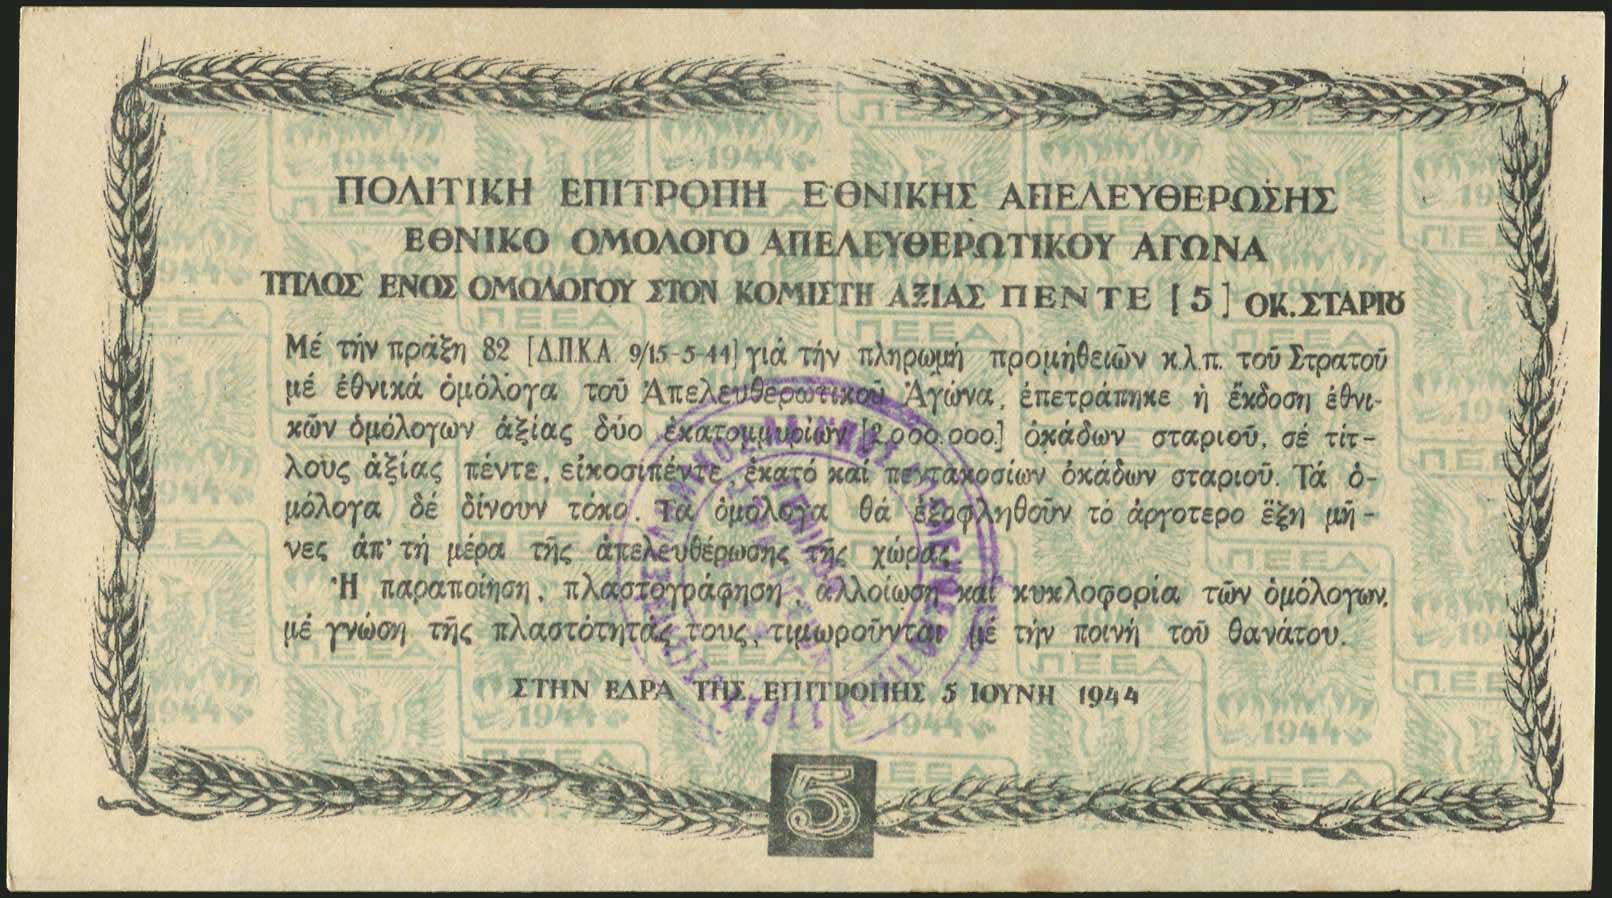 ΠΟΛΙΤΙΚΗ ΕΠΙΤΡΟΠΗ ΕΘΝΙΚΗΣ ΑΠΕΛΕΥΘΕΡΩΣΗΣ
ΕΘΝΙΚΟ ΟΜΟΛΟΓΟ ΑΠΕΛΕΥΘΕΡΩΤΙΚΟΥ ΑΓΩΝΑ
ΤΙΤΛΟΣ ΕΝΟΣ ΟΜΟΛΟΓΟΥ ΣΤΟΝ ΚΟΜΙΣΤΗ ΑΞΙΑΣ ΠΕΝΤΕ [5] ΟΚ. ΣΤΑΡΙȣ
Μέ τήν πράξη 82 [Δ.Π.Κ.Α. 9/15-5-44] γιά τήν πληρωμή προμήθειῶν κ.λ.π. τοῦ Στρατοῦ
μέ ἐθνικά ὁμόλογα τοῦ Ἀπελευθερωτικοῦ Ἀγώνα, ἐπετράπηκε ἡ ἔκδοση ἐθνι-
κῶν ὁμόλογων ἀξίας δύο ἑκατομμυρίων [2.000.000.] ὀκάδων σταριοῦ, σέ τίτ-
λους ἀξίας πέντε, εἰκοσιπέντε, ἑκατό καί πεντακοσίων ὀκάδων σταριοῦ. Τά ὁ-
μόλογα δέ δίνουν τόκο. Τά ὁμόλογα θά ἐξοφληθοῦν τό ἀργοτερο ἕξη μῆ-
νες ἀπ' τή μέρα τῆς ἀπελευθέρωσης τῆς χώρας.
Ἡ παραποίηση, πλαστογράφηση, ἀλλοίωση καί κυκλοφορία τῶν ὁμόλογων,
μέ γνώση τῆς πλαστότητάς τους, τιμωροῦνται μέ τήν ποινή τοῦ θανάτου.
ΣΤΗΝ ΕΔΡΑ ΤΗΣ ΕΠΙΤΡΟΠΗΣ 5 ΙΟΥΝΗ 1944
5
ΠΕΕΑ
1944